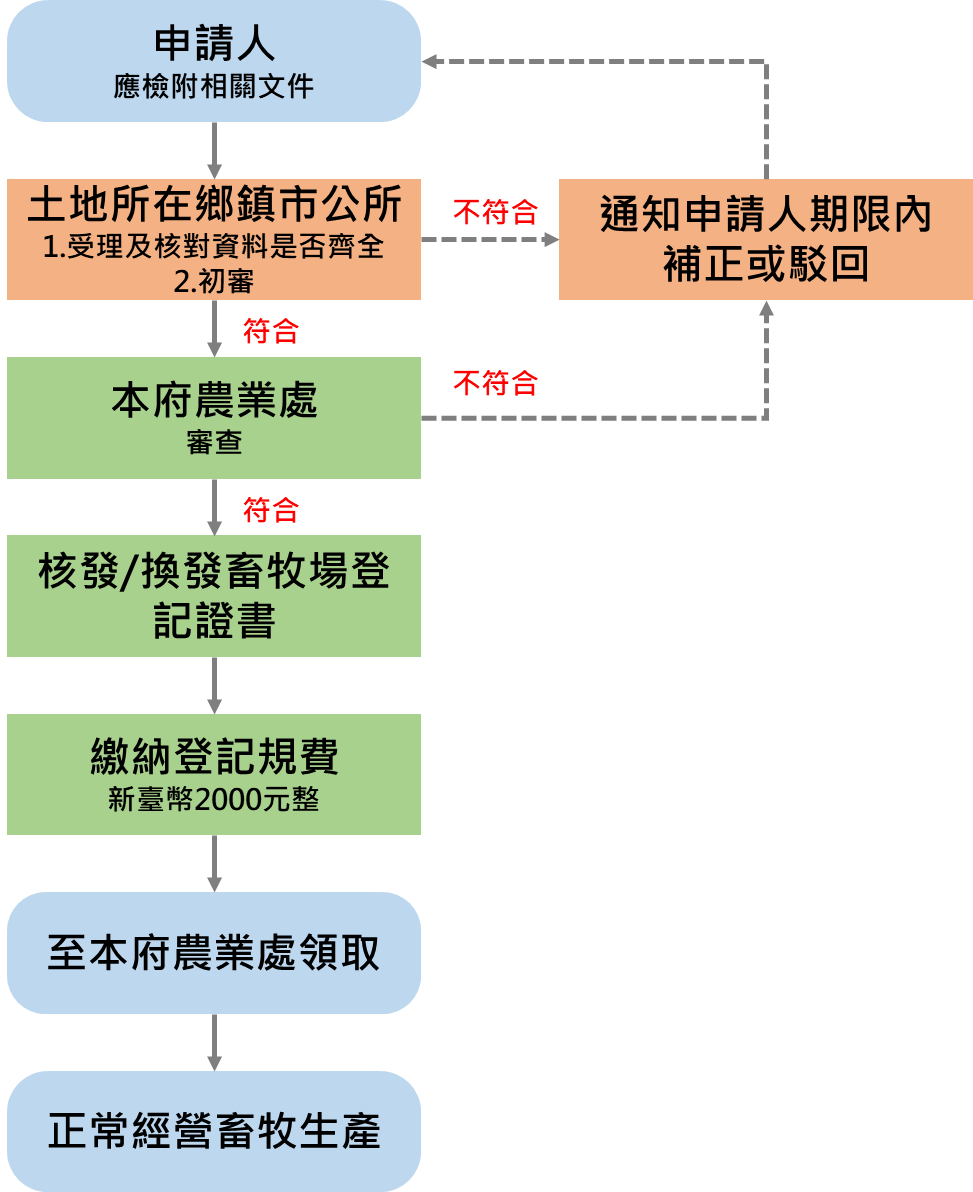 申請人
應檢附相關文件
土地所在鄉鎮市公所
1.受理及核對資料是否齊全
2.初審
不符合
通知申請人期限內
補正或駁回
符合
本府農業處
審查
不符合
符合
核發/換發畜牧場登
記證書
繳納登記規費
新臺幣2000元整
至本府農業處領取
正常經營畜牧生產